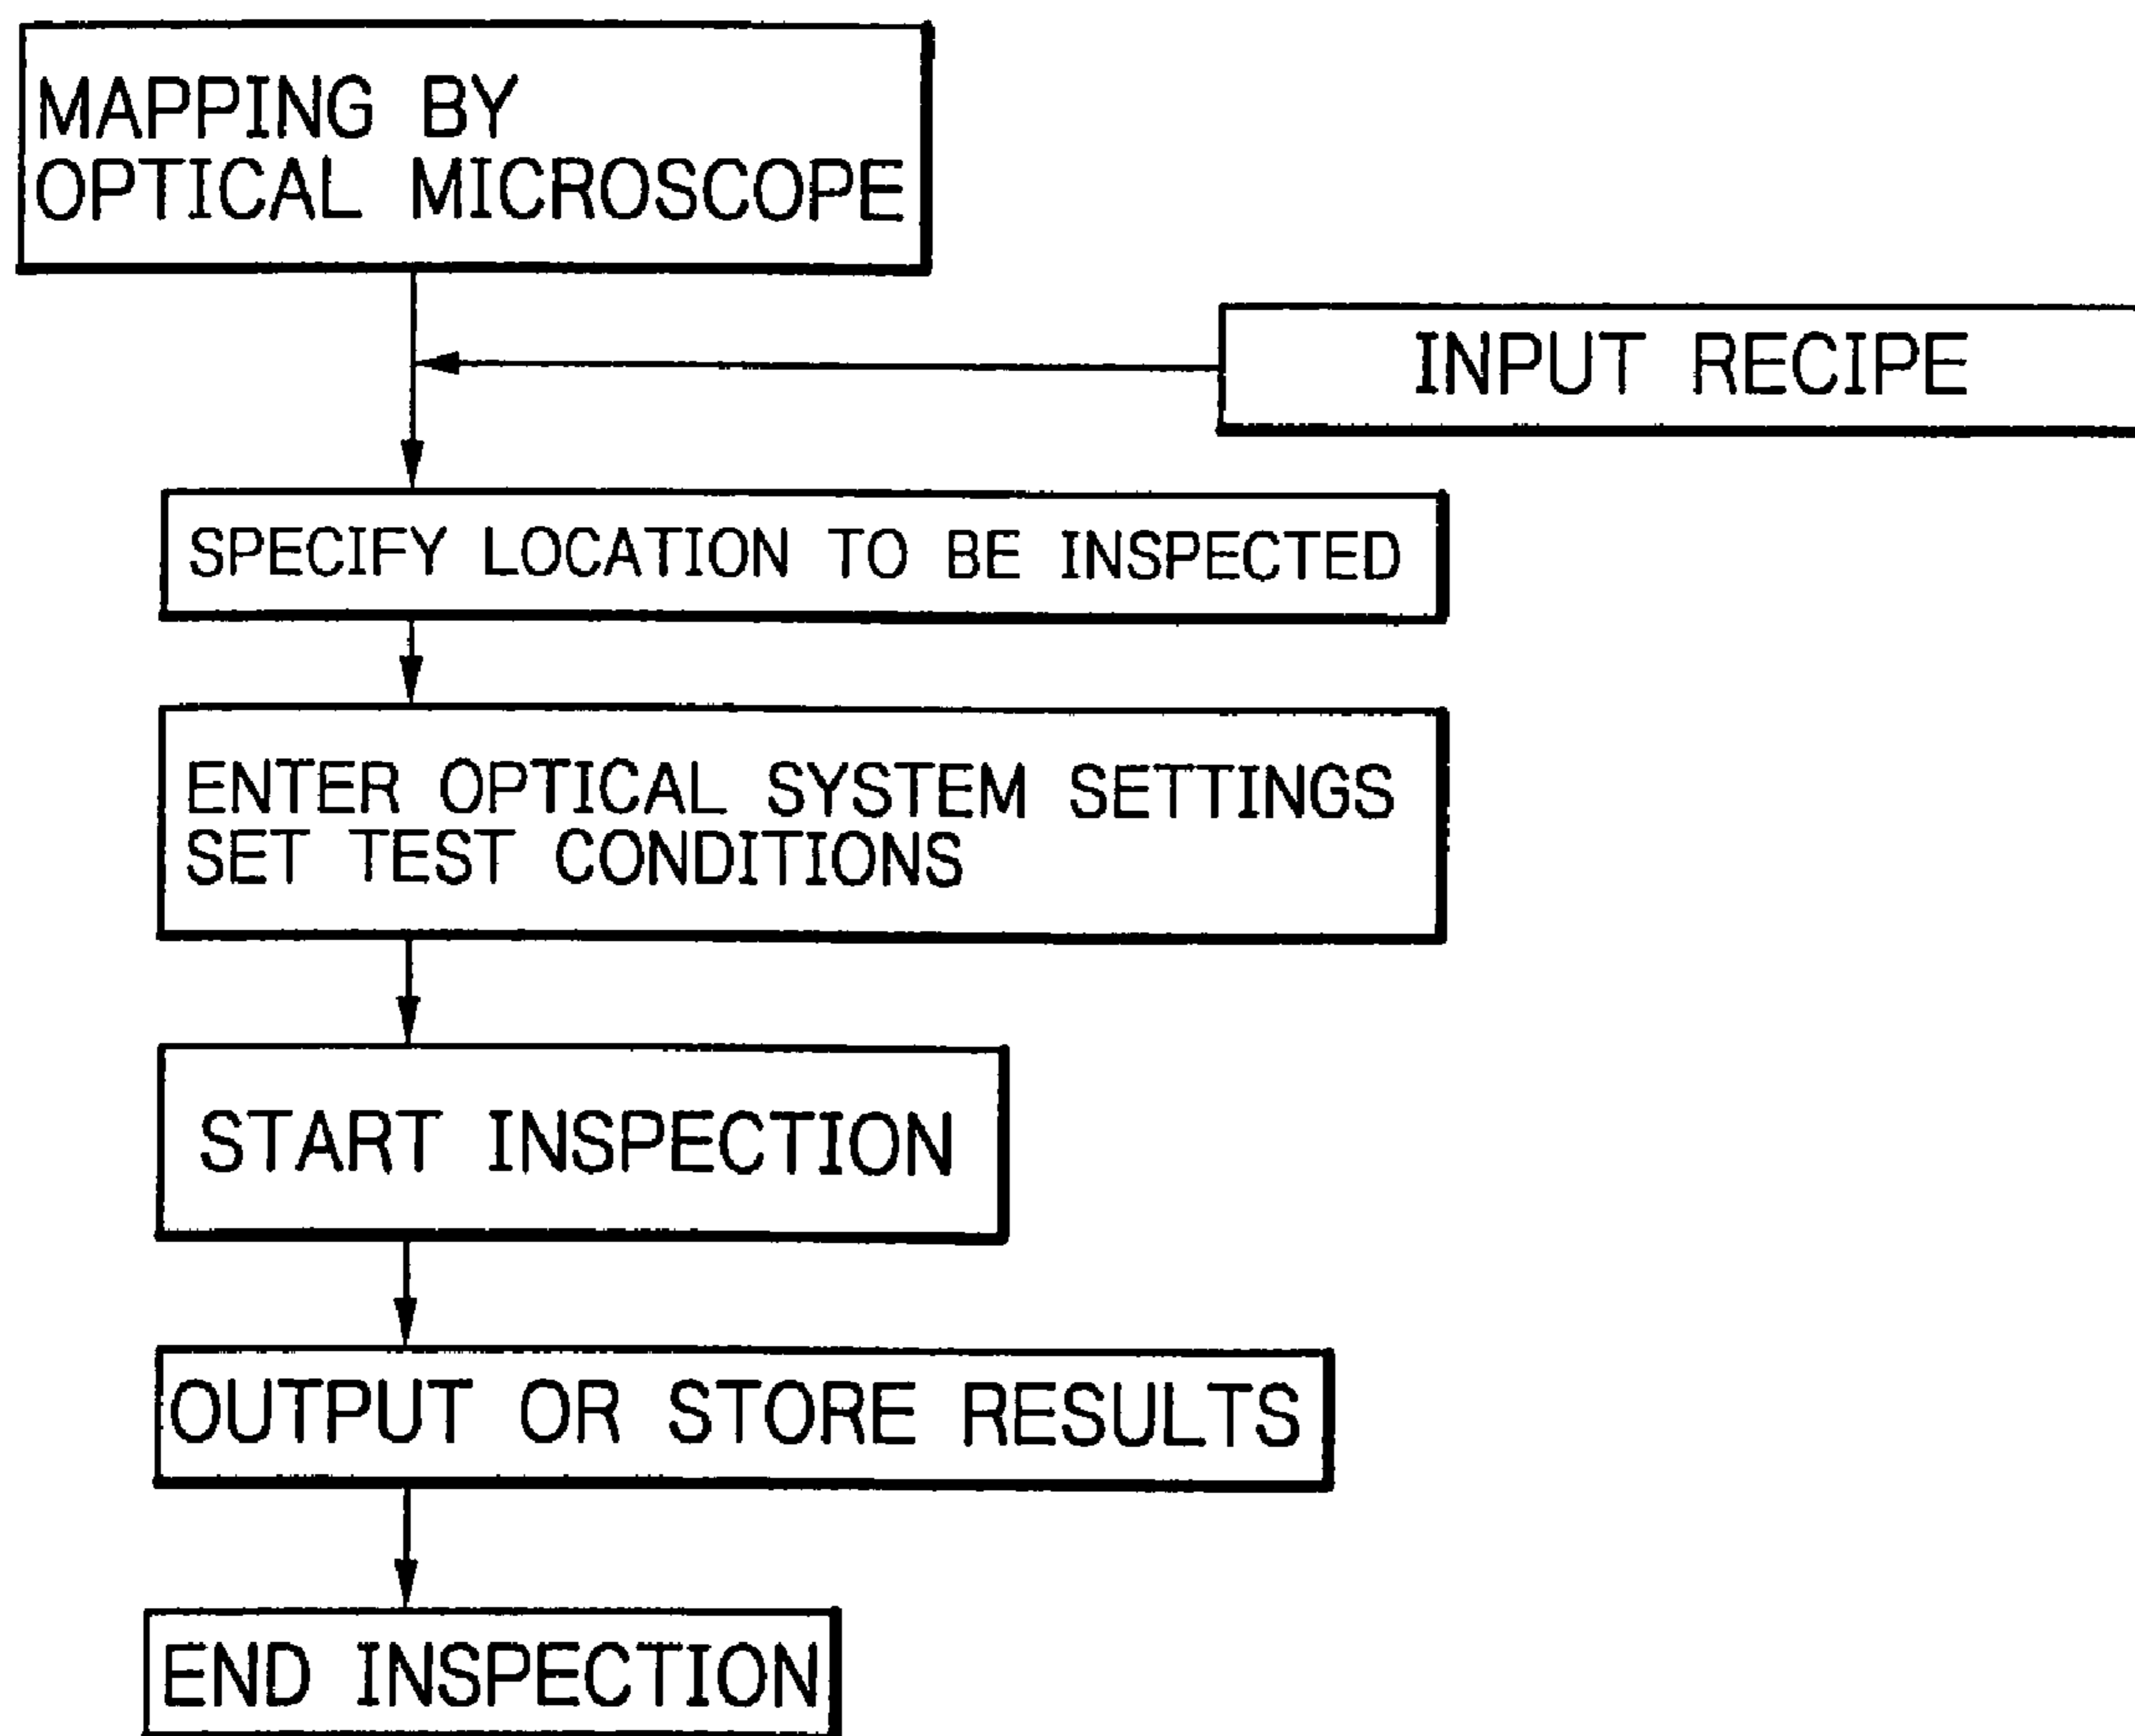 MAPPING BY
OPTICAL MICROSCOPE
INPUT RECIPE
SPECIFY LOCATION TO BE INSPECTED
ENTER OPTICAL SYSTEM SETTINGS
SET TEST CONDITIONS
START INSPECTION
OUTPUT OR STORE RESULTS
END INSPECTION